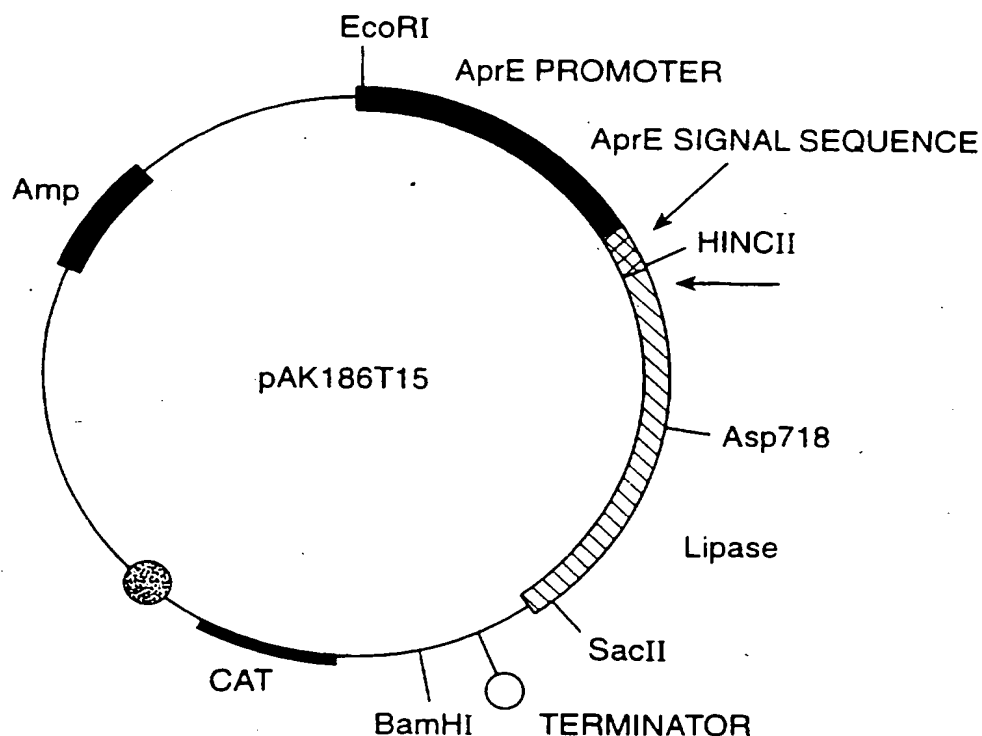 EcoRI
AprE PROMOTER
AprE SIGNAL SEQUENCE
Amp
HINCII
pAK186T15
Asp718
Lipase
SacII
CAT
BamHI
TERMINATOR